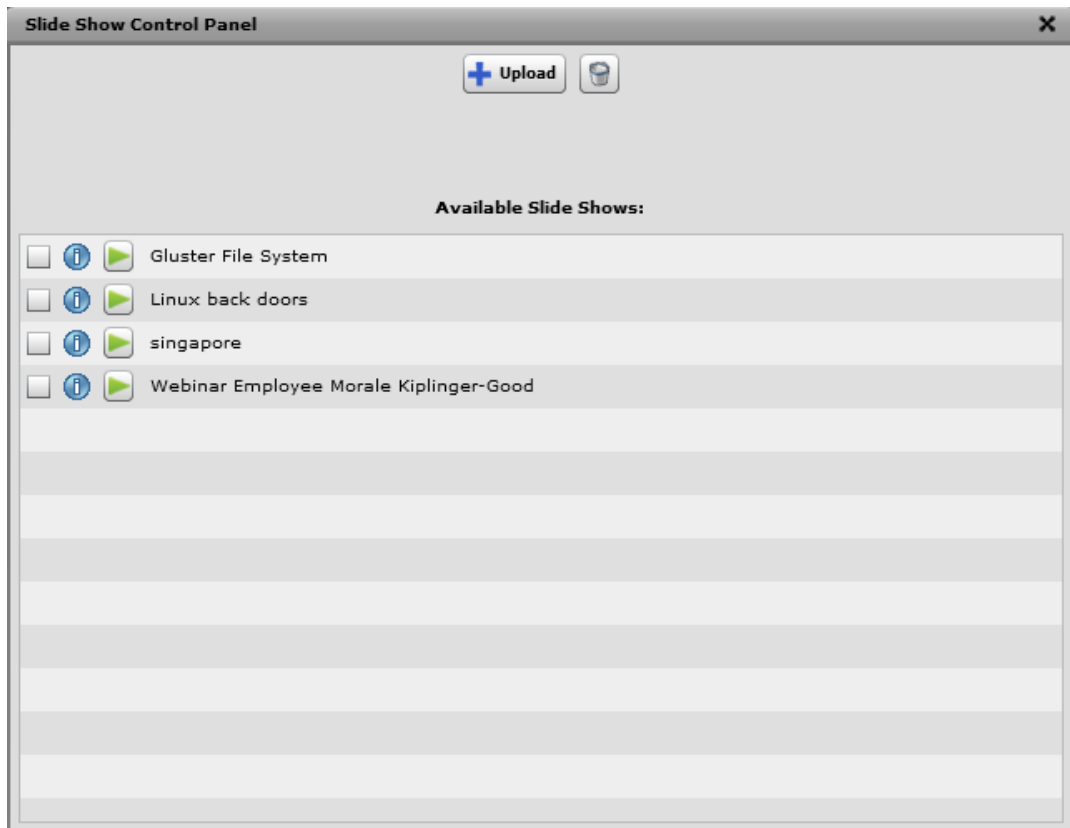 Slide Show Control Panel
Upload
Available Slide Shows:
Gluster File System
Linux back doors
singapore
Webinar Employee Morale Kiplinger-Good